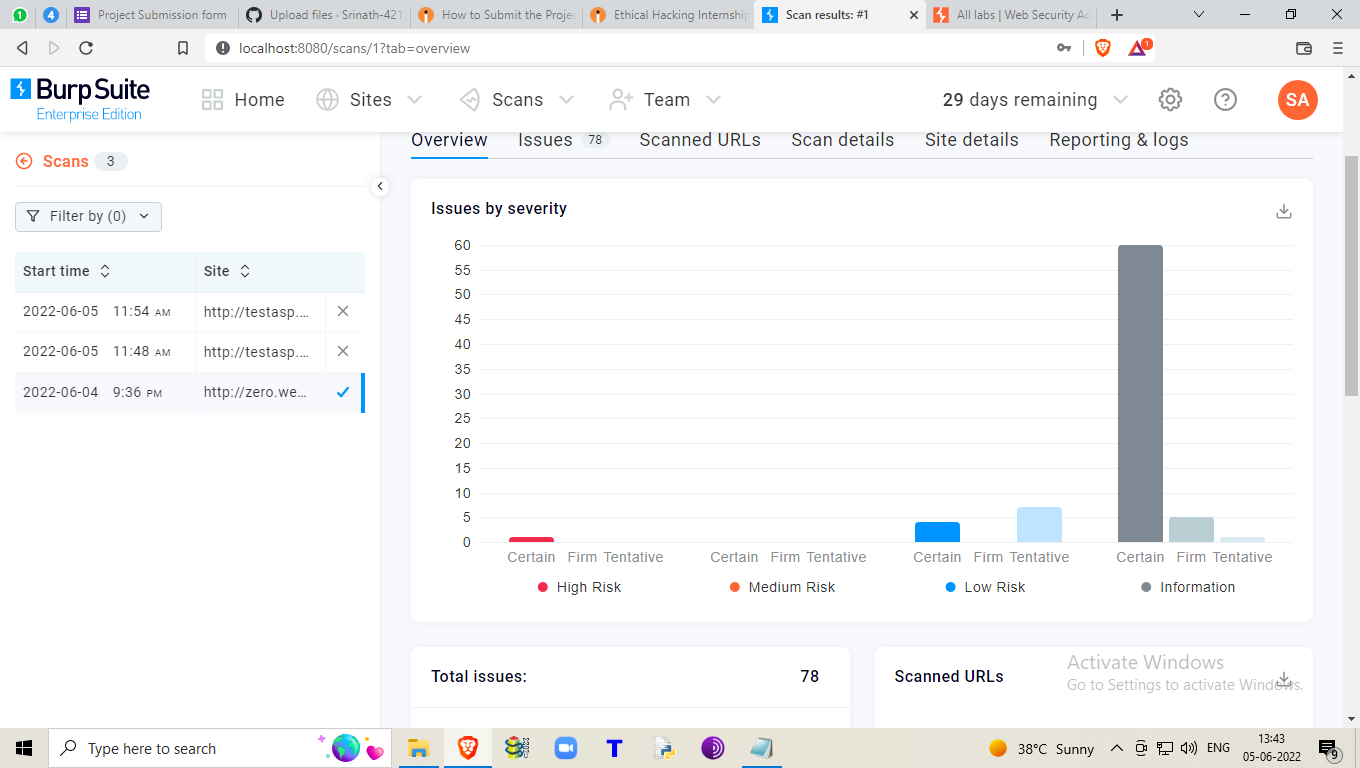 1
4
Project Submission form
Upload files · Srinath-421
How to Submit the Projec
Ethical Hacking Internship
Scan results: #1
All labs | Web Security Ac
localhost:8080/scans/1?tab=overview
1
Burp Suite
Enterprise Edition
Home
Sites
Scans
Team
29 days remaining
SA
Scans 3
Filter by (0)
Start time Site
2022-06-05 11:54 AM http://testasp....
2022-06-05 11:48 AM http://testasp....
2022-06-04 9:36 PM http://zero.we...
Overview
Issues 78
Scanned URLs
Scan details
Site details
Reporting & logs
Issues by severity
60
55
50
45
40
35
30
25
20
15
10
5
0
Certain Firm Tentative Certain Firm Tentative Certain Firm Tentative Certain Firm Tentative
High Risk Medium Risk Low Risk Information
Total issues: 78
Scanned URLs
Activate Windows
Go to Settings to activate Windows.
Type here to search
T
38°C Sunny
ENG
13:43
05-06-2022
9